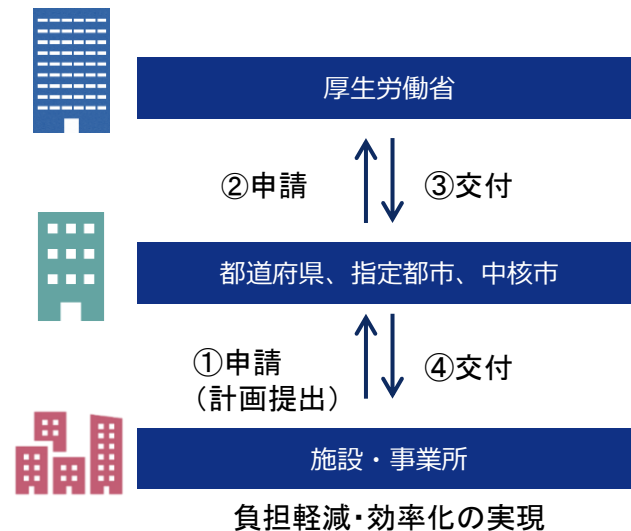 厚生労働省
②申請
③交付
都道府県、指定都市、中核市
①申請
(計画提出)
④交付
施設・事業所
負担軽減・効率化の実現